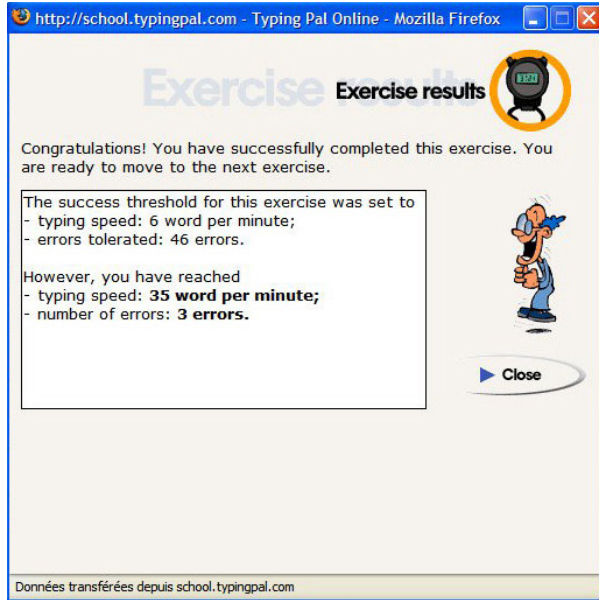 http://school.typingpal.com - Typing Pal Online - Mozilla Firefox
Exercise results
Exercise results
Congratulations! You have successfully completed this exercise. You
are ready to move to the next exercise.
The success threshold for this exercise was set to
- typing speed: 6 word per minute;
- errors tolerated: 46 errors.
However, you have reached
- typing speed: 35 word per minute;
- number of errors: 3 errors.
Close
Données transférées depuis school.typingpal.com